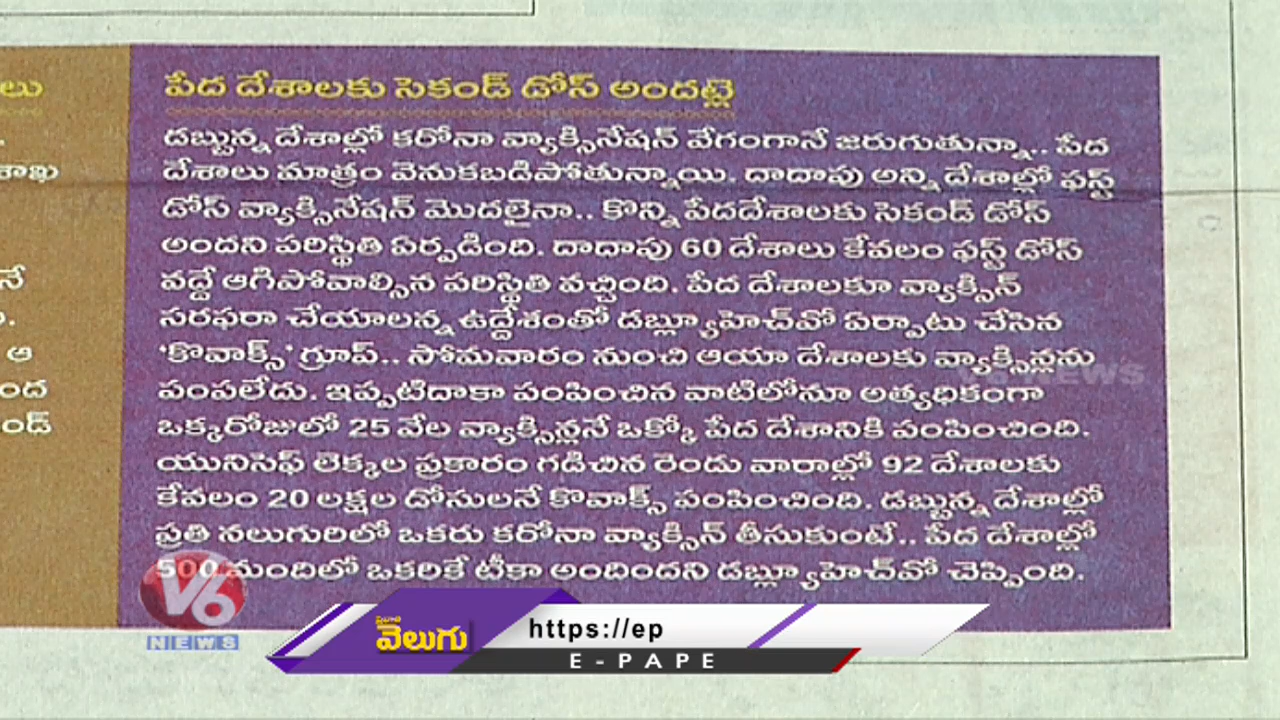 లు
పేద దేశాలకు సెకండ్ డోస్ అందట్లె
డబ్బున్న దేశాల్లో కరోనా వ్యాక్సినేషన్ వేగంగానే జరుగుతున్నా.. పేద
శాఖ
దేశాలు మాత్రం వెనుకబడిపోతున్నాయి. దాదాపు అన్ని దేశాల్లో ఫస్ట్
డోస్ వ్యాక్సినేషన్ మొదలైనా.. కొన్ని పేదదేశాలకు సెకండ్ డోస్
అందని పరిస్థితి ఏర్పడింది. దాదాపు 60 దేశాలు కేవలం ఫస్ట్ డోస్
నే
వద్దే ఆగిపోవాల్సిన పరిస్థితి వచ్చింది. పేద దేశాలకూ వ్యాక్సిన్
సరఫరా చేయాలన్న ఉద్దేశంతో డబ్ల్యూహెచ్‌వో ఏర్పాటు చేసిన
ఆ
‘కొవాక్స్’ గ్రూప్.. సోమవారం నుంచి ఆయా దేశాలకు వ్యాక్సిన్లను
ంద
పంపలేదు. ఇప్పటిదాకా పంపించిన వాటిలోనూ అత్యధికంగా
ండ్
ఒక్కరోజులో 25 వేల వ్యాక్సిన్లనే ఒక్కో పేద దేశానికి పంపించింది.
యునిసెఫ్ లెక్కల ప్రకారం గడిచిన రెండు వారాల్లో 92 దేశాలకు
కేవలం 20 లక్షల డోసులనే కొవాక్స్ పంపించింది. డబ్బున్న దేశాల్లో
ప్రతి నలుగురిలో ఒకరు కరోనా వ్యాక్సిన్ తీసుకుంటే.. పేద దేశాల్లో
500 మందిలో ఒకరికే టీకా అందిందని డబ్ల్యూహెచ్‌వో చెప్పింది.
V6
NEWS
వెలుగు
https://ep
E-PAPE